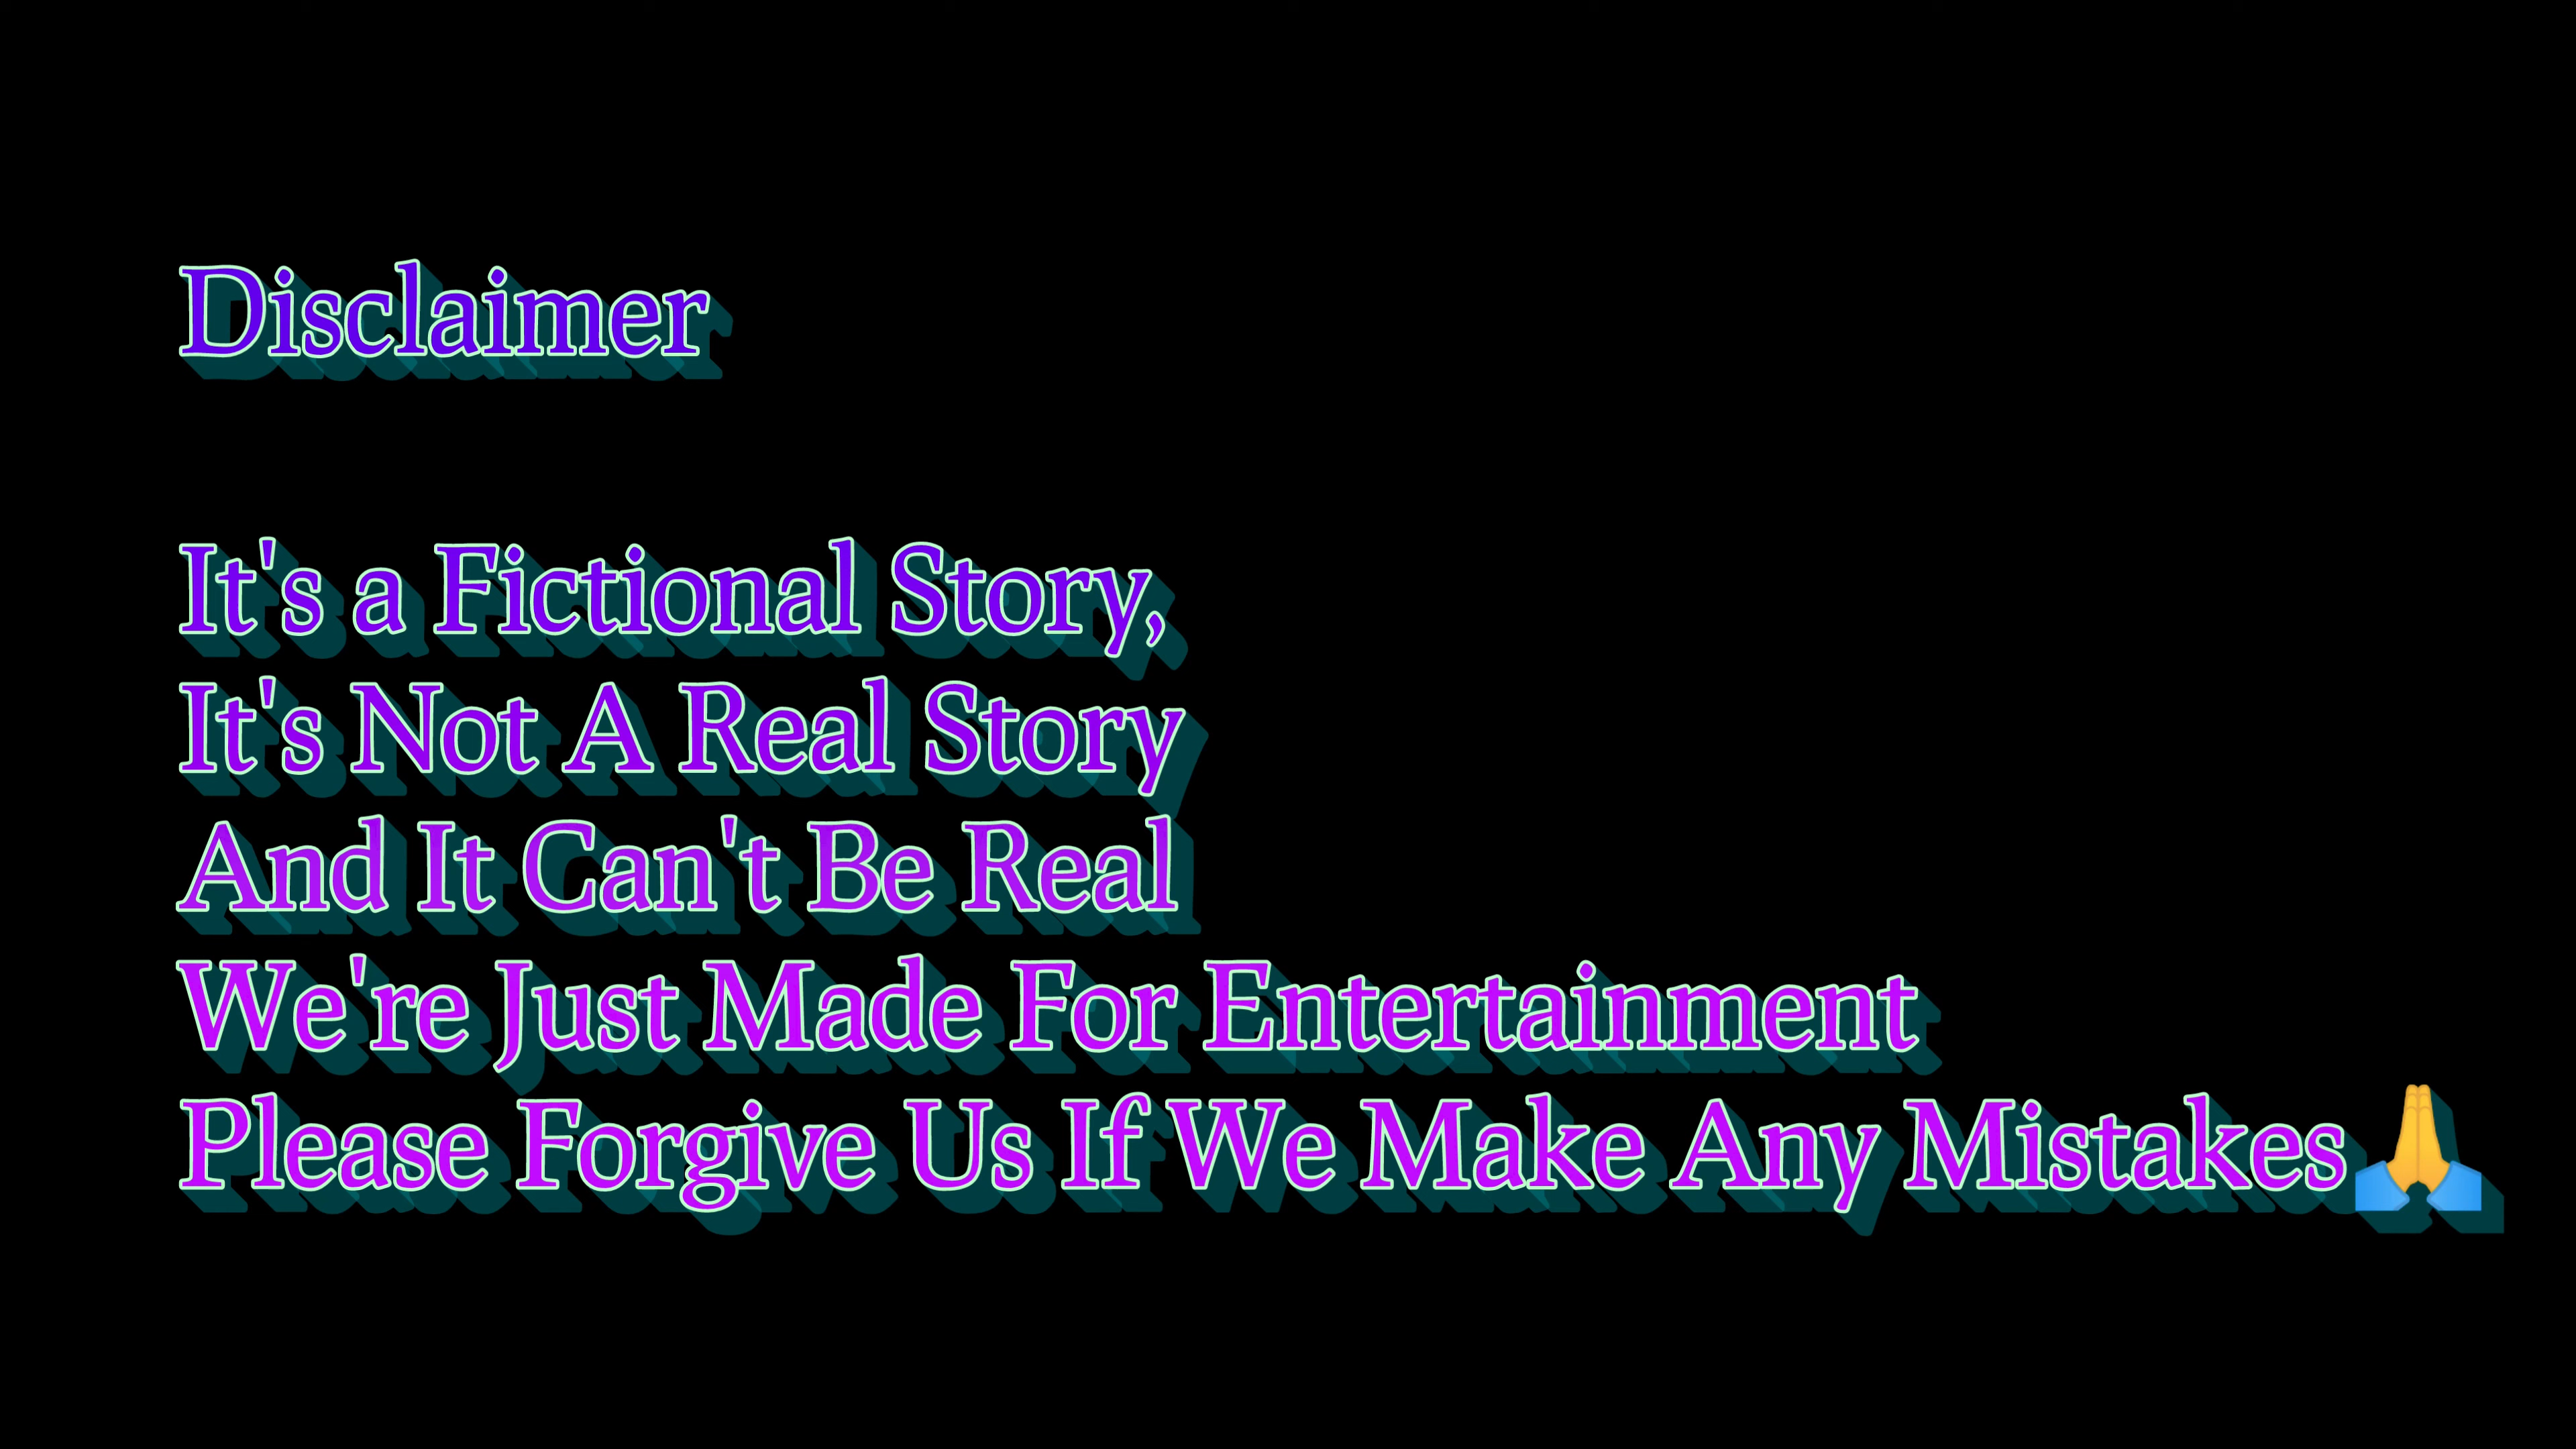 Disclaimer
It's a Fictional Story,
It's Not A Real Story
And It Can't Be Real
We're Just Made For Entertainment
Please Forgive Us If We Make Any Mistakes🙏